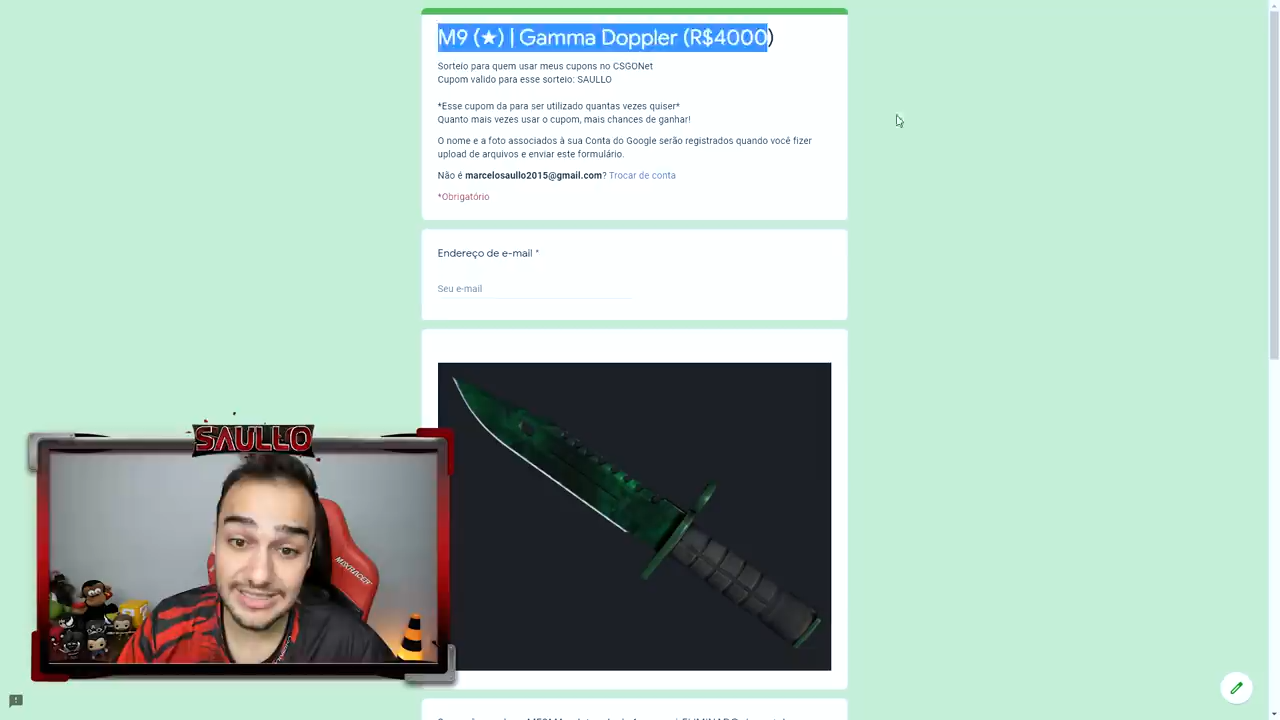 M9 (★) | Gamma Doppler (R$4000)
Sorteio para quem usar meus cupons no CSGONet
Cupom valido para esse sorteio: SAULLO
*Esse cupom da para ser utilizado quantas vezes quiser*
Quanto mais vezes usar o cupom, mais chances de ganhar!
O nome e a foto associados à sua Conta do Google serão registrados quando você fizer
upload de arquivos e enviar este formulário.
Não é marcelosaullo2015@gmail.com? Trocar de conta
*Obrigatório
Endereço de e-mail *
Seu e-mail
SAULLO
MAXRACER